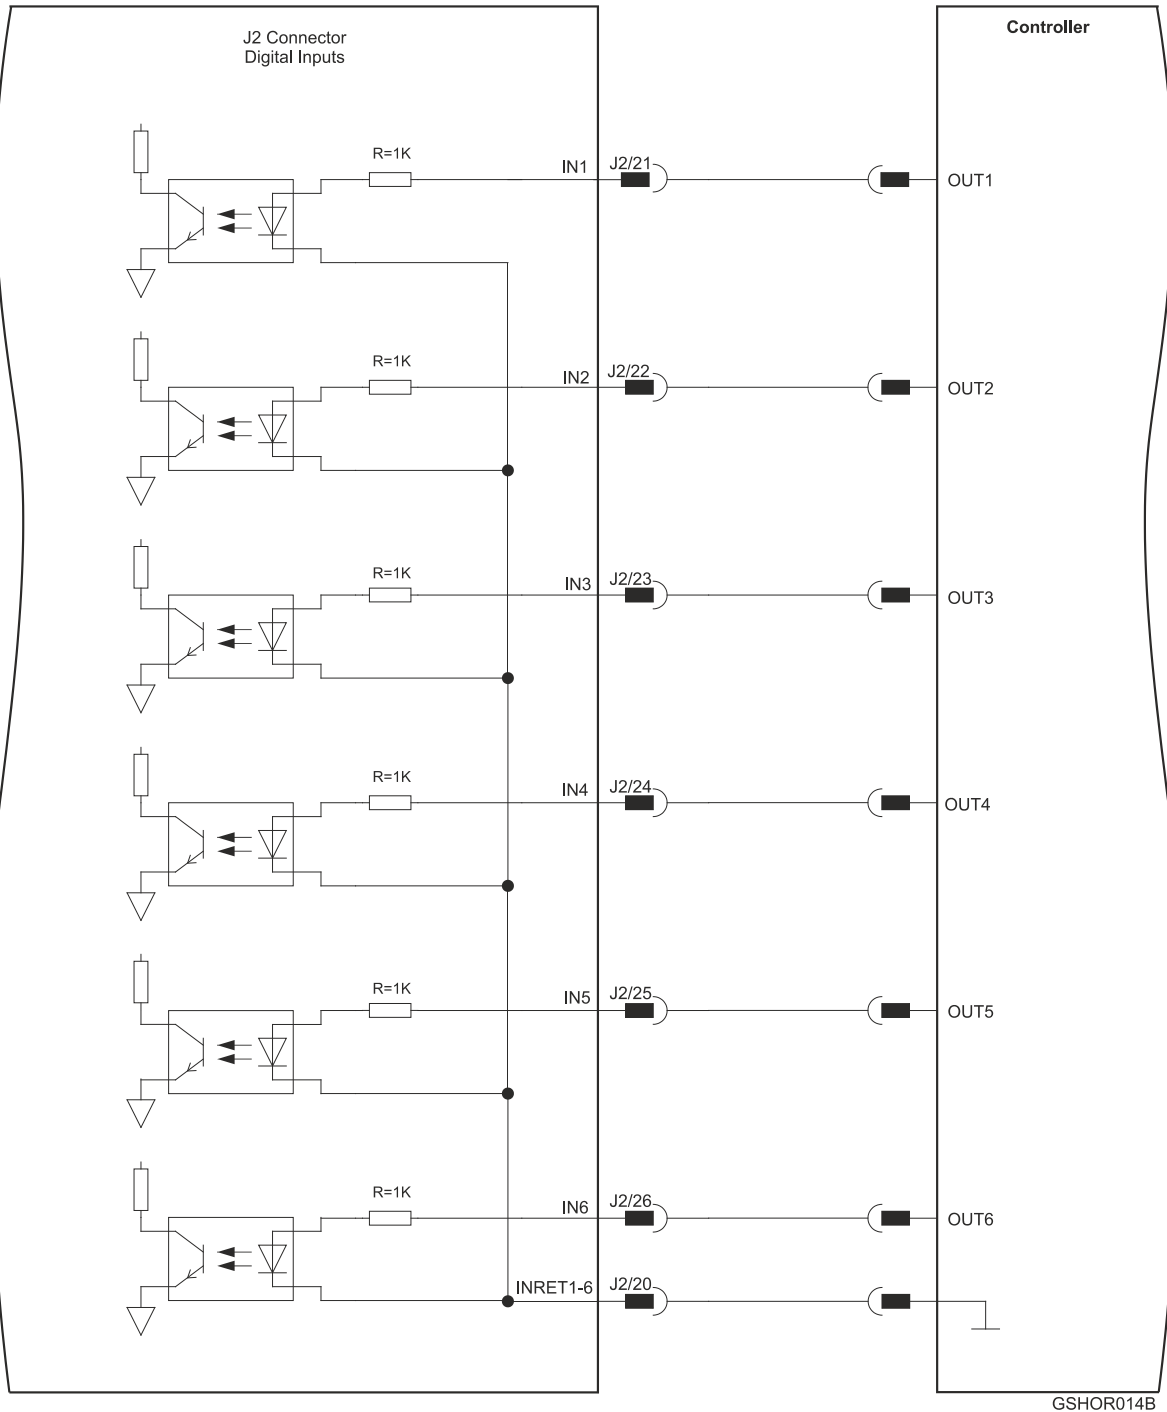 J2 Connector
Digital Inputs
Controller
R=1K
IN1
J2/21
OUT1
R=1K
IN2
J2/22
OUT2
R=1K
IN3
J2/23
OUT3
R=1K
IN4
J2/24
OUT4
R=1K
IN5
J2/25
OUT5
R=1K
IN6
J2/26
OUT6
INRET1-6
J2/20
GSHOR014B